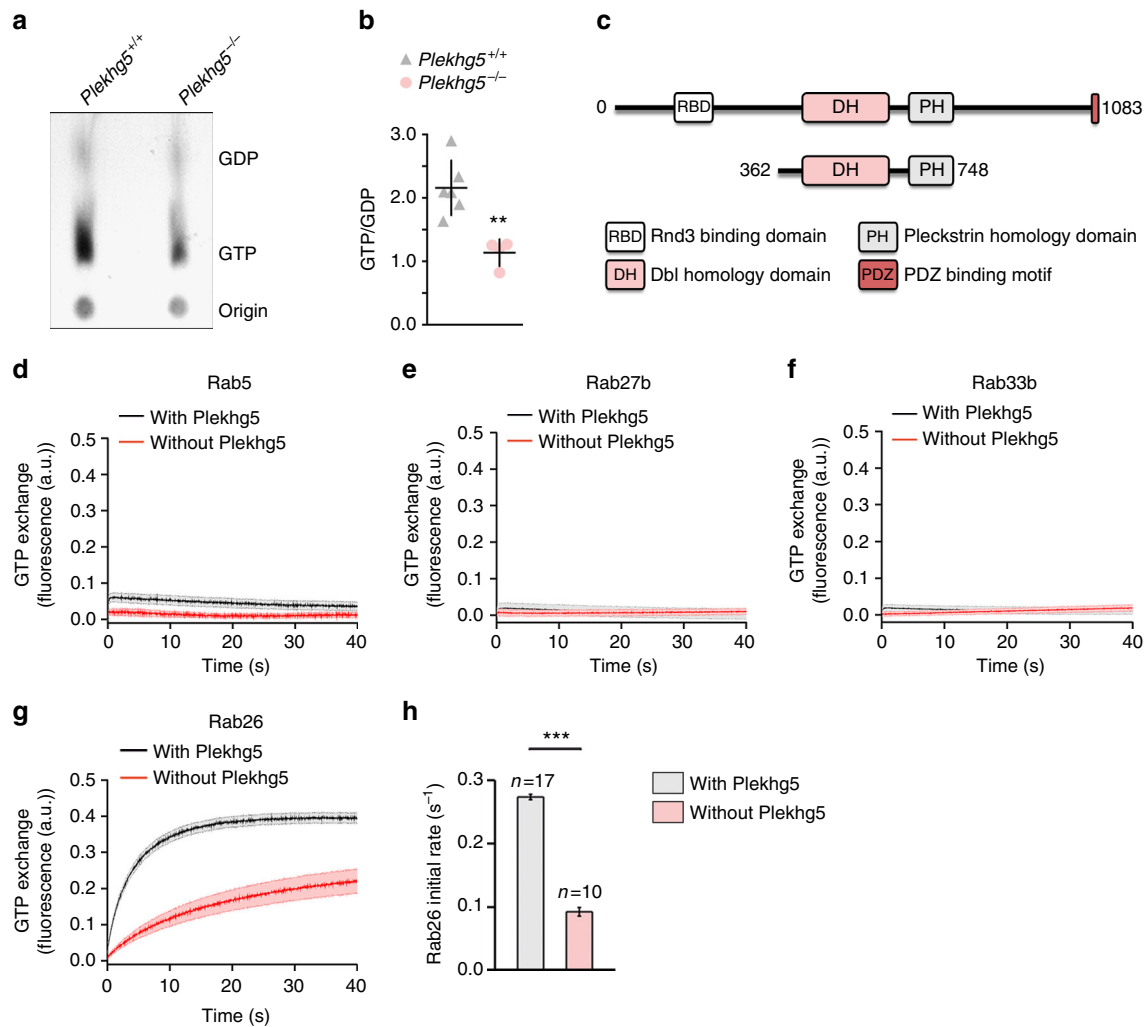 a
Plekhg5+/+
Plekhg5−/−
GDP
GTP
Origin
b
Plekhg5+/+
Plekhg5−/−
3.0
2.0
1.0
0.0
GTP/GDP
**
c
0
RBD
DH
PH
1083
362
DH
PH
748
RBD Rnd3 binding domain
PH Pleckstrin homology domain
DH Dbl homology domain
PDZ PDZ binding motif
d
Rab5
With Plekhg5
Without Plekhg5
GTP exchange
(fluorescence (a.u.))
0.5
0.4
0.3
0.2
0.1
0.0
0 10 20 30 40
Time (s)
e
Rab27b
With Plekhg5
Without Plekhg5
GTP exchange
(fluorescence (a.u.))
0.5
0.4
0.3
0.2
0.1
0.0
0 10 20 30 40
Time (s)
f
Rab33b
With Plekhg5
Without Plekhg5
GTP exchange
(fluorescence (a.u.))
0.5
0.4
0.3
0.2
0.1
0.0
0 10 20 30 40
Time (s)
g
Rab26
With Plekhg5
Without Plekhg5
GTP exchange
(fluorescence (a.u.))
0.5
0.4
0.3
0.2
0.1
0.0
0 10 20 30 40
Time (s)
h
***
n=17
n=10
Rab26 initial rate (s−1)
0.3
0.2
0.1
0.0
With Plekhg5
Without Plekhg5